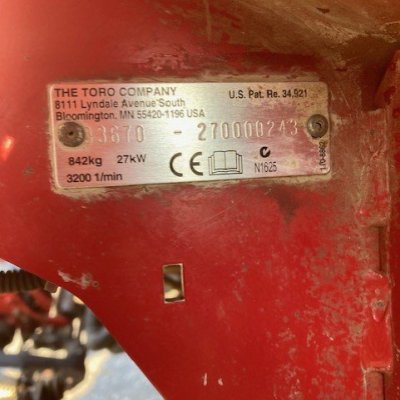 THE TORO COMPANY
8111 Lyndale Avenue South
Bloomington, MN 55420-1196 USA
U.S. Pat. Re. 34,921
270000243
842kg 27kW
3200 1/min
CE
N1625